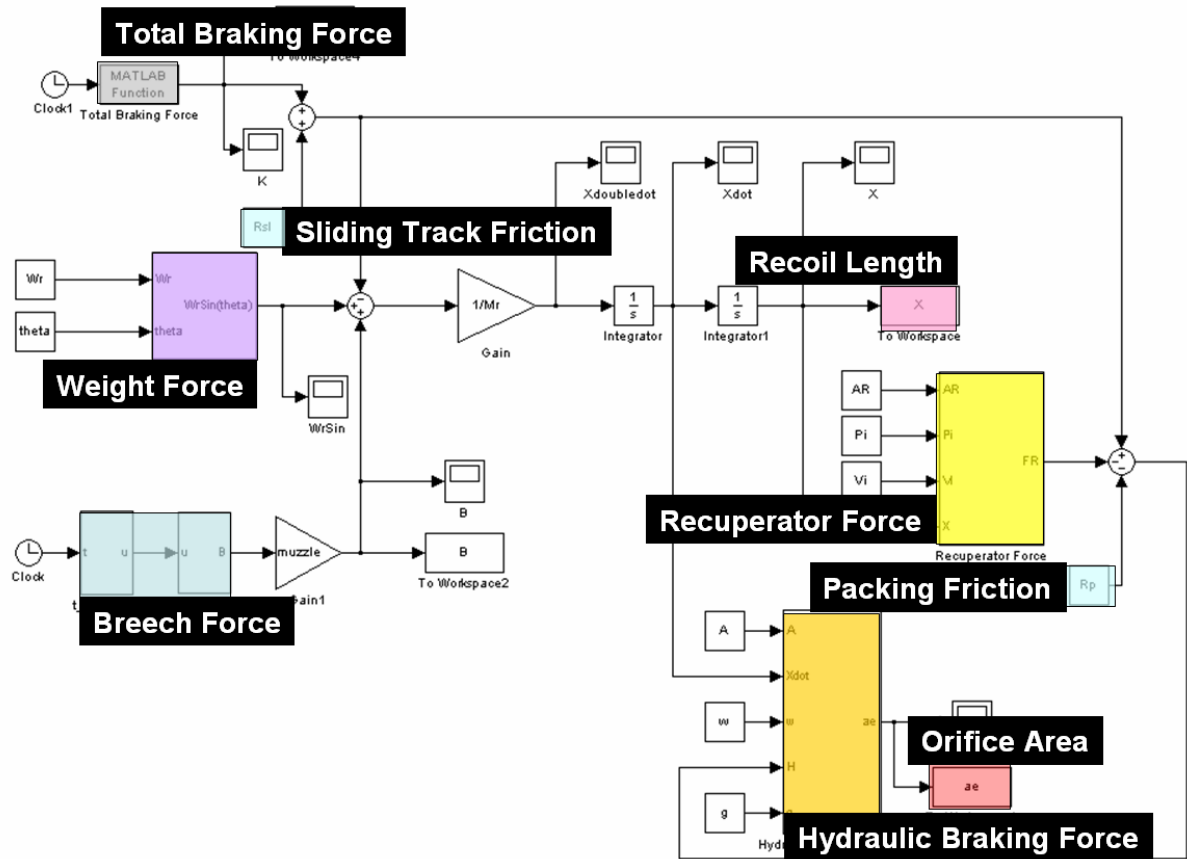 Total Braking Force
To Workspace4
MATLAB
Function
Clock1
Total Braking Force
+
+
K
Xdoubledot
Xdot
X
Rsl
Sliding Track Friction
Recoil Length
Wr
Wr
WrSin(theta)
theta
theta
Weight Force
−
+
+
1/Mr
Gain
1
s
Integrator
1
s
Integrator1
X
To Workspace
WrSin
AR
AR
Pi
Pi
FR
Vi
Vi
X
+
−
−
Recuperator Force
Recuperator Force
B
t
u
u
B
muzzle
B
Clock
To Workspace2
Gain1
Breech Force
Packing Friction
Rp
A
A
Xdot
w
w
ae
Orifice Area
H
ae
g
Hydraulic Braking Force